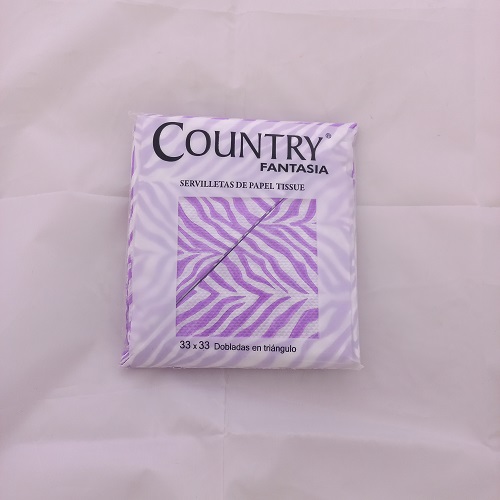 COUNTRY®
FANTASIA
SERVILLETAS DE PAPEL TISSUE
33 x 33 Dobladas en triángulo